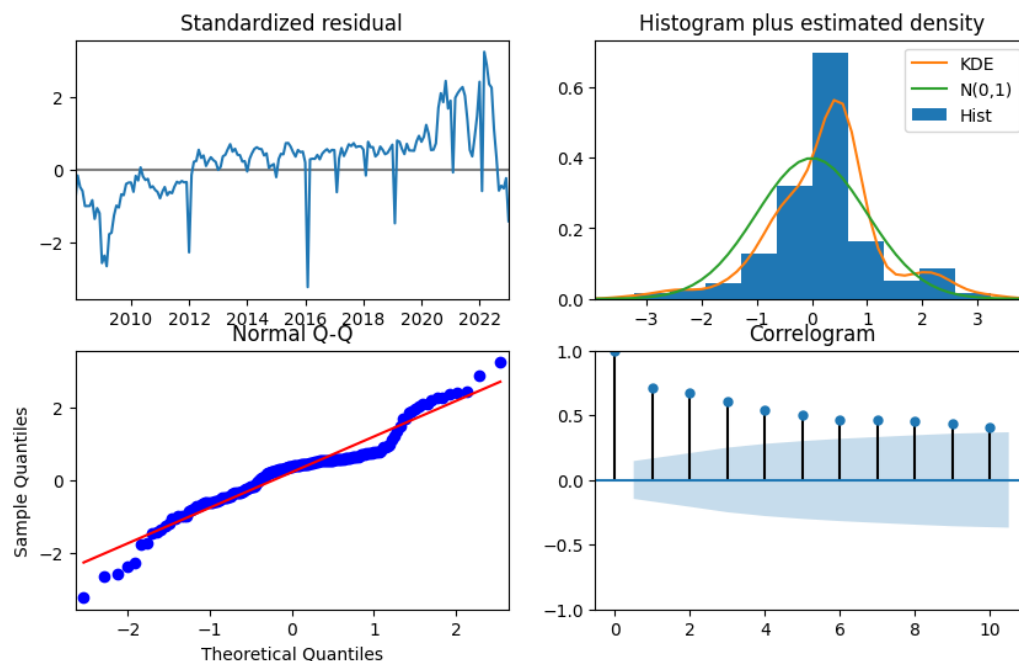 Standardized residual
2
0
−2
2010 2012 2014 2016 2018 2020 2022
Histogram plus estimated density
0.6
0.4
0.2
0.0
KDE
N(0,1)
Hist
−3 −2 −1 0 1 2 3
Normal Q-Q
Sample Quantiles
2
0
−2
−2 −1 0 1 2
Theoretical Quantiles
Correlogram
1.0
0.5
0.0
−0.5
−1.0
0 2 4 6 8 10